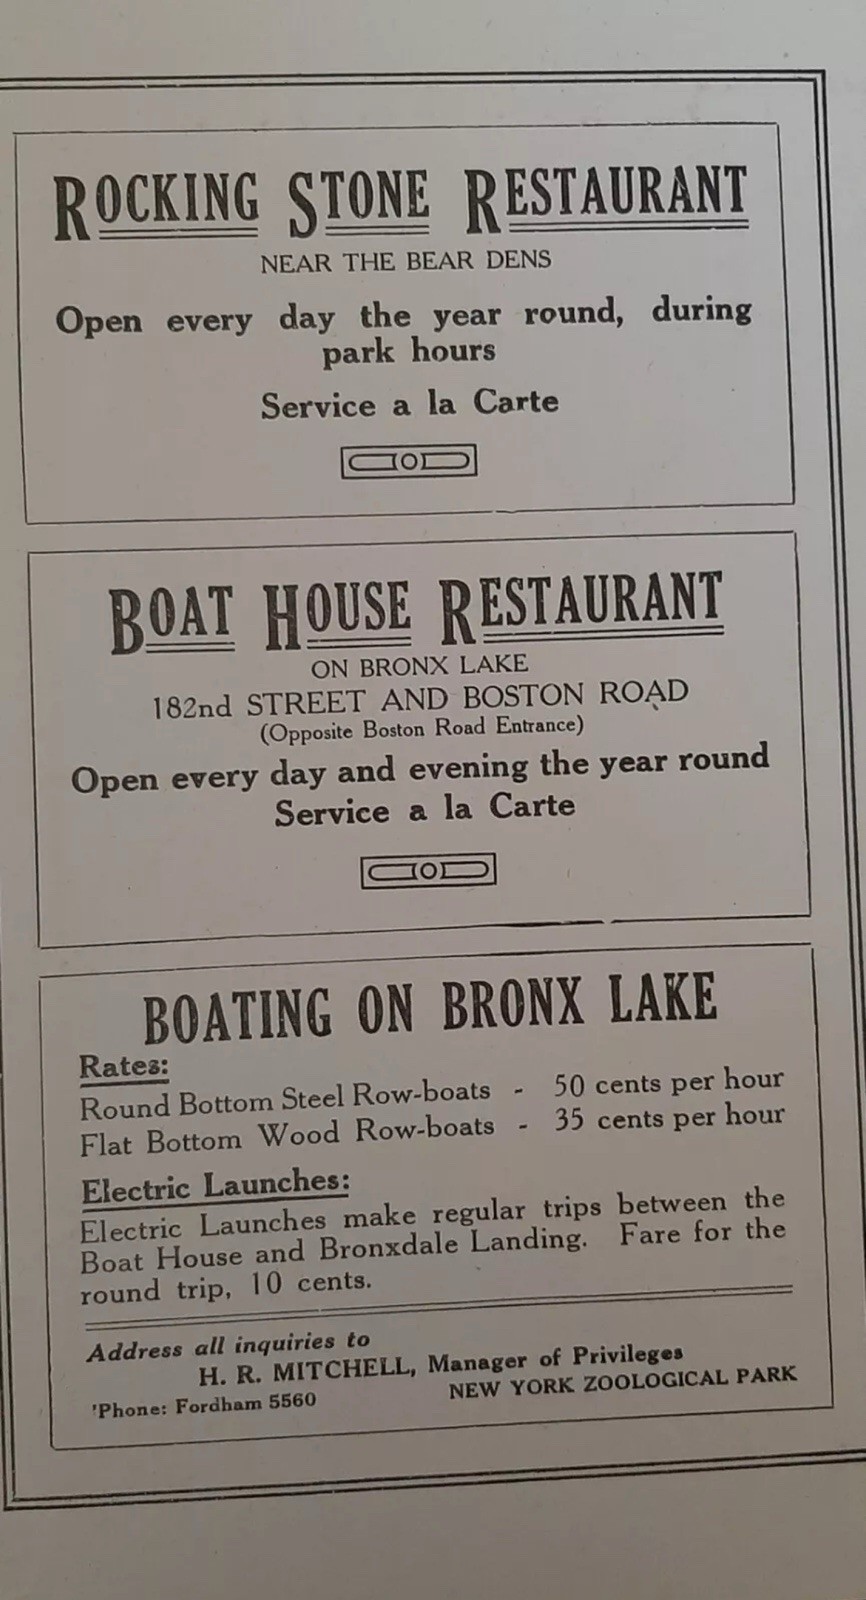 ROCKING STONE RESTAURANT
NEAR THE BEAR DENS
Open every day the year round, during
park hours
Service a la Carte
BOAT HOUSE RESTAURANT
ON BRONX LAKE
182nd STREET AND BOSTON ROAD
(Opposite Boston Road Entrance)
Open every day and evening the year round
Service a la Carte
BOATING ON BRONX LAKE
Rates:
Round Bottom Steel Row-boats - 50 cents per hour
Flat Bottom Wood Row-boats - 35 cents per hour
Electric Launches:
Electric Launches make regular trips between the
Boat House and Bronxdale Landing. Fare for the
round trip, 10 cents.
Address all inquiries to
H. R. MITCHELL, Manager of Privileges
'Phone: Fordham 5560 NEW YORK ZOOLOGICAL PARK